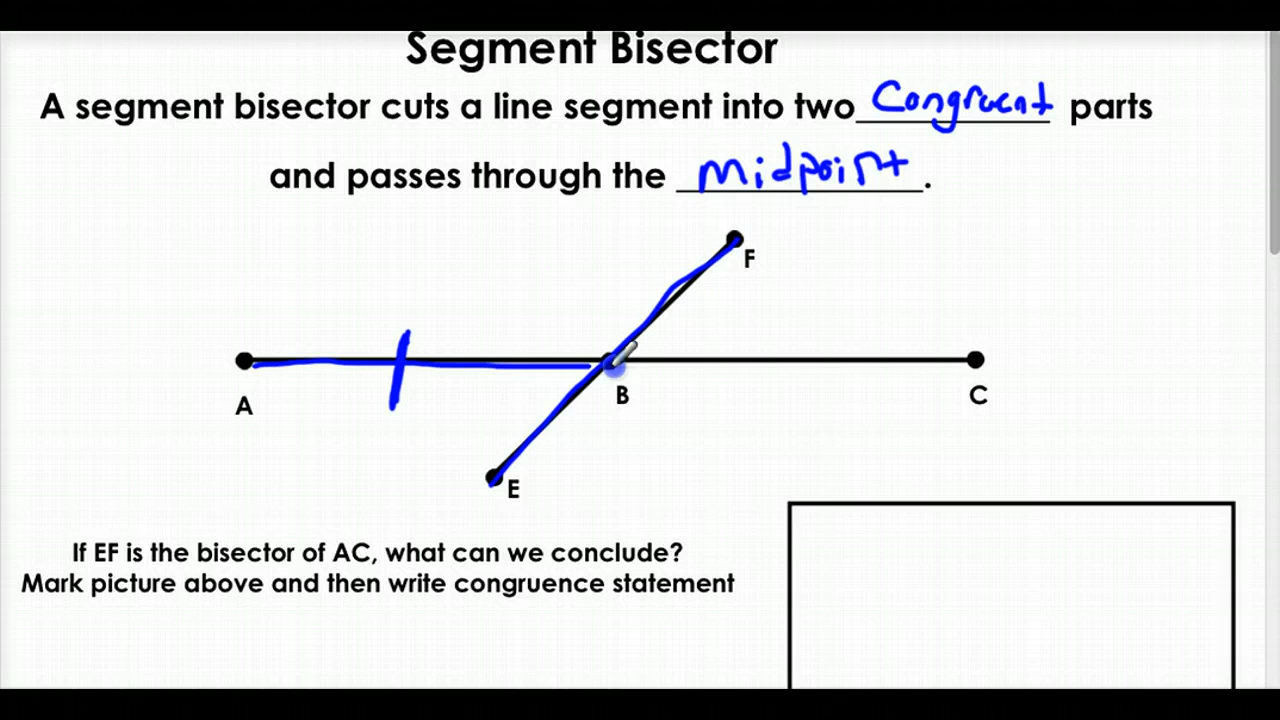 Segment Bisector
A segment bisector cuts a line segment into two congruent parts
and passes through the midpoint.
F
A
B
C
E
If EF is the bisector of AC, what can we conclude?
Mark picture above and then write congruence statement